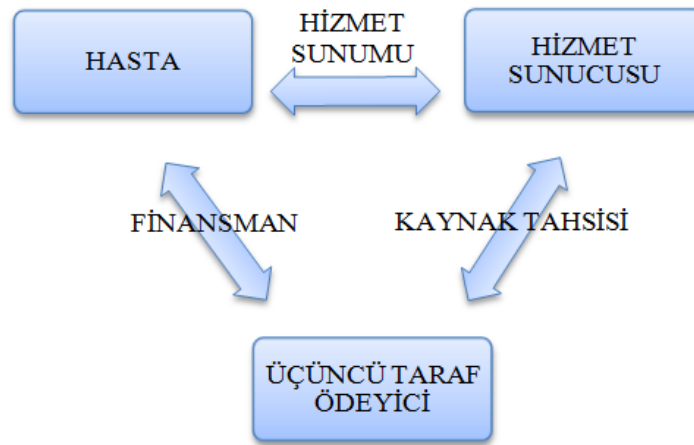 HASTA
HİZMET
SUNUMU
HİZMET
SUNUCUSU
FİNANSMAN
KAYNAK TAHSİSİ
ÜÇÜNCÜ TARAF
ÖDEYİCİ